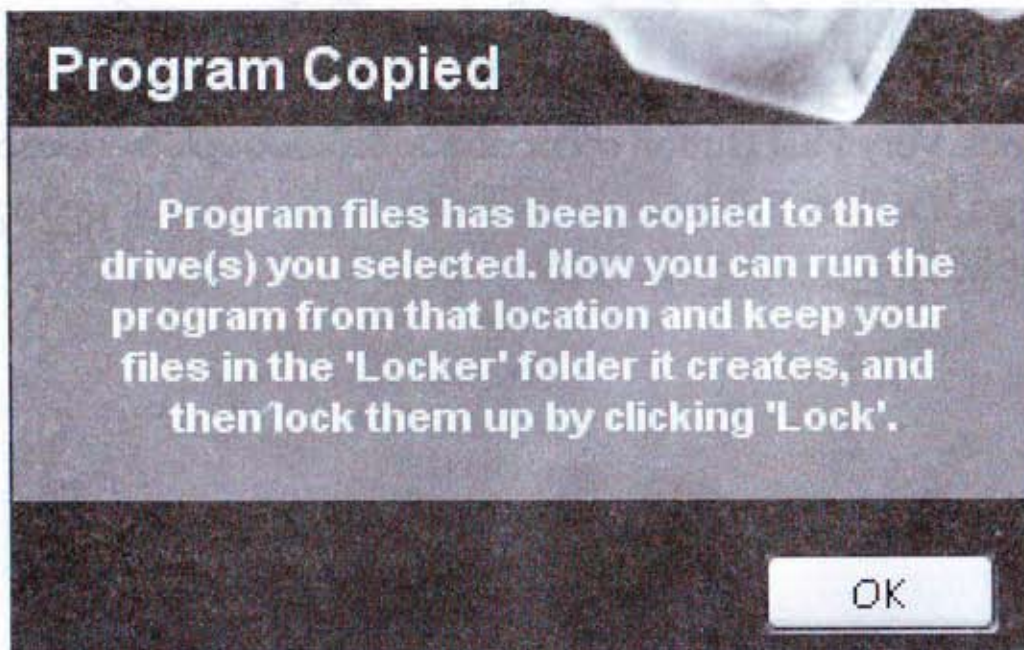 Program Copied
Program files has been copied to the
drive(s) you selected. Now you can run the
program from that location and keep your
files in the 'Locker' folder it creates, and
then lock them up by clicking 'Lock'.
OK